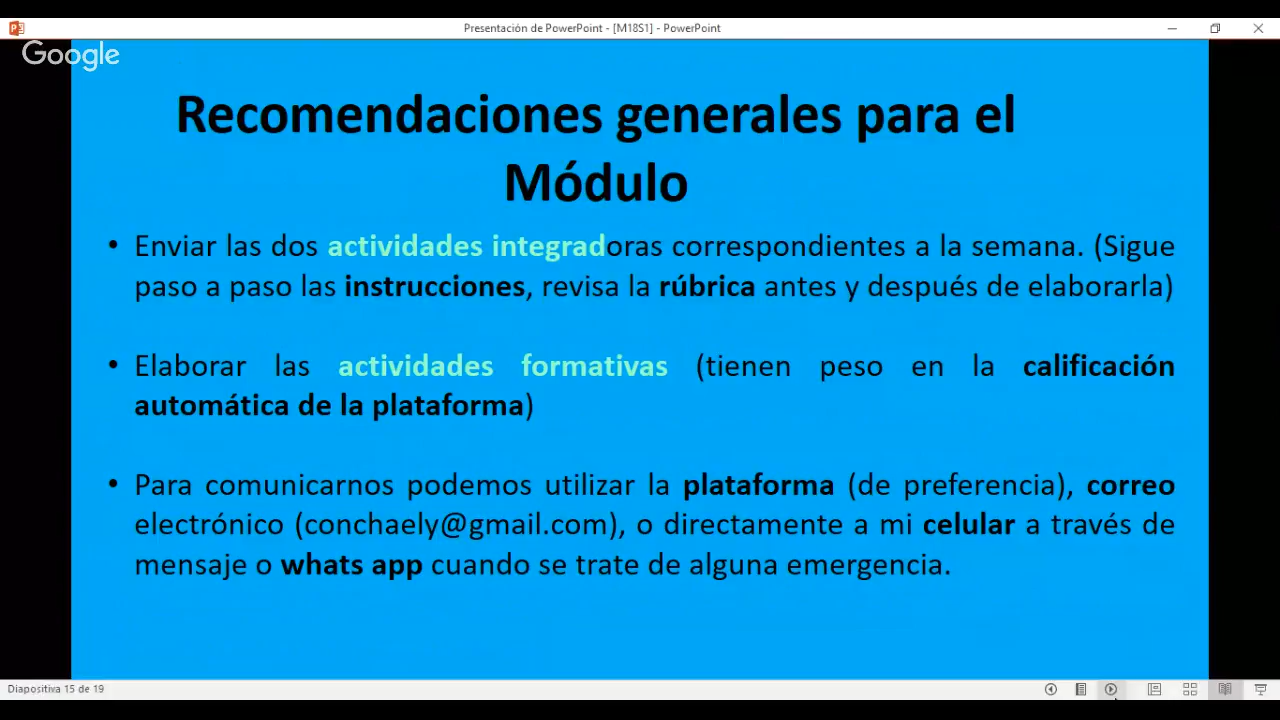 Presentación de PowerPoint - [M18S1] - PowerPoint
Google
Recomendaciones generales para el
Módulo
• Enviar las dos actividades integradoras correspondientes a la semana. (Sigue
paso a paso las instrucciones, revisa la rúbrica antes y después de elaborarla)
• Elaborar las actividades formativas (tienen peso en la calificación
automática de la plataforma)
• Para comunicarnos podemos utilizar la plataforma (de preferencia), correo
electrónico (conchaely@gmail.com), o directamente a mi celular a través de
mensaje o whats app cuando se trate de alguna emergencia.
Diapositiva 15 de 19